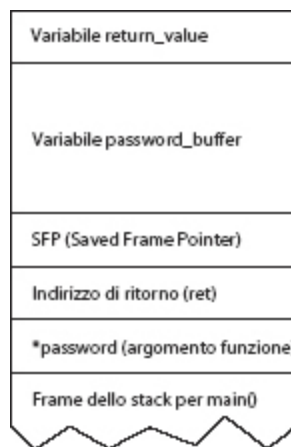 Variabile return_value
Variabile password_buffer
SFP (Saved Frame Pointer)
Indirizzo di ritorno (ret)
*password (argomento funzione
Frame dello stack per main()